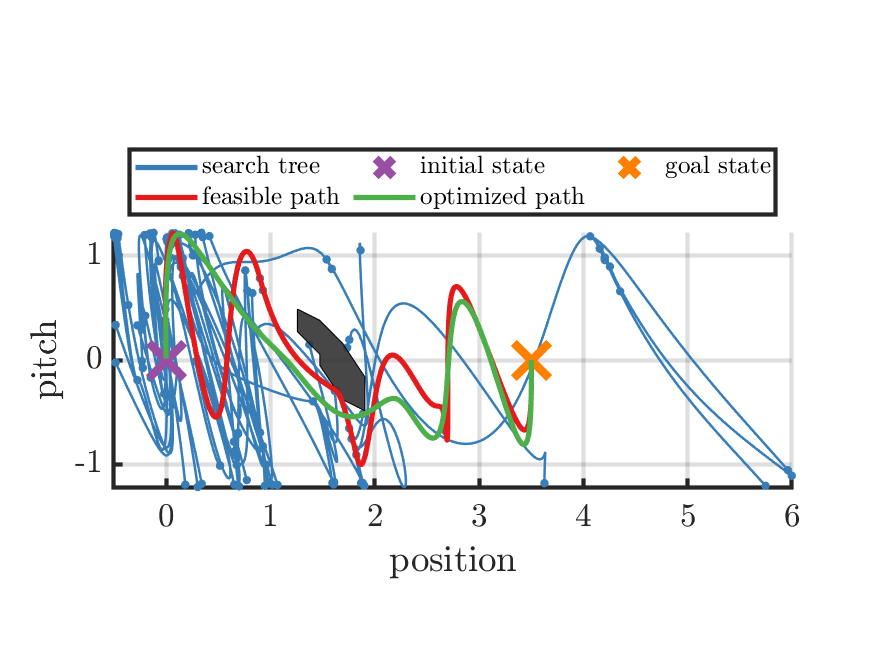 search tree initial state goal state
feasible path optimized path
1
0
-1
pitch
0 1 2 3 4 5 6
position